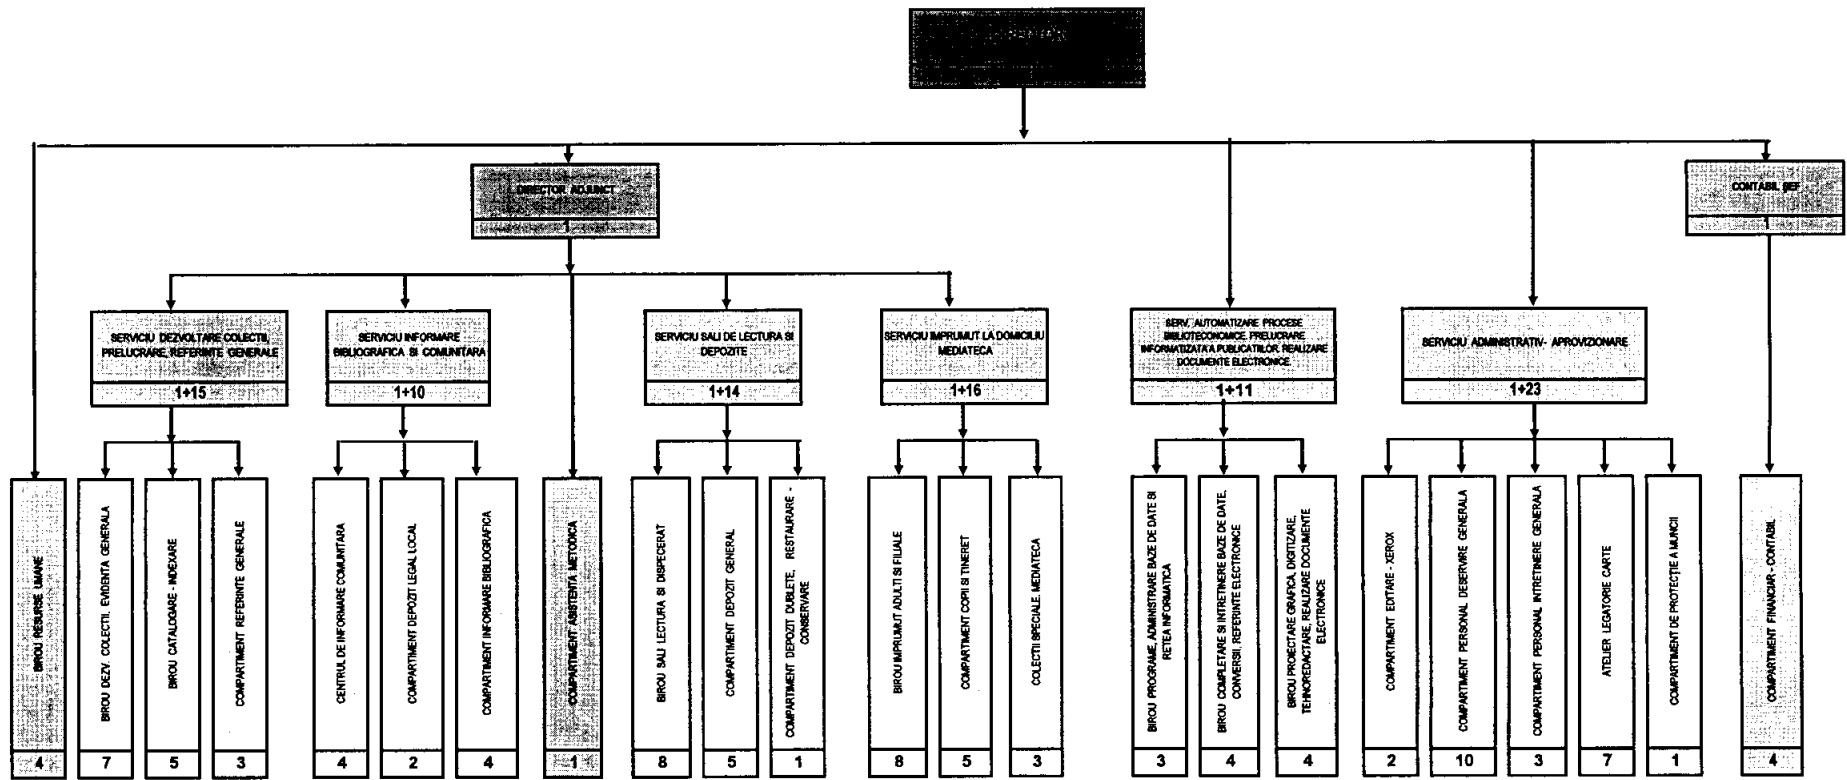 DIRECTOR ADJUNCT
1
CONTABIL ŞEF
1
SERVICIU DEZVOLTARE COLECTII,
PRELUCRARE, REFERINTE GENERALE
1+15
SERVICIU INFORMARE
BIBLIOGRAFICA SI COMUNITARA
1+10
SERVICIU SALI DE LECTURA SI
DEPOZITE
1+14
SERVICIU IMPRUMUT LA DOMICILIU
MEDIATECA
1+16
SERV. AUTOMATIZARE PROCESE
BIBLIOTECONOMICE, PRELUCRARE
INFORMATIZATA A PUBLICATIILOR, REALIZARE
DOCUMENTE ELECTRONICE
1+11
SERVICIU ADMINISTRATIV- APROVIZIONARE
1+23
BIROU RESURSE UMANE
4
BIROU DEZV. COLECTII, EVIDENTA GENERALA
7
BIROU CATALOGARE - INDEXARE
5
COMPARTIMENT REFERINTE GENERALE
3
CENTRUL DE INFORMARE COMUNITARA
4
COMPARTIMENT DEPOZIT LEGAL LOCAL
2
COMPARTIMENT INFORMARE BIBLIOGRAFICA
4
COMPARTIMENT ASISTENTA METODICA
1
BIROU SALI LECTURA SI DISPECERAT
8
COMPARTIMENT DEPOZIT GENERAL
5
COMPARTIMENT DEPOZIT DUBLETE, RESTAURARE -
CONSERVARE
1
BIROU IMPRUMUT ADULTI SI FILIALE
8
COMPARTIMENT COPII SI TINERET
5
COLECTII SPECIALE, MEDIATECA
3
BIROU PROGRAME, ADMINISTRARE BAZE DE DATE SI
RETEA INFORMATICA
3
BIROU COMPLETARE SI INTRETINERE BAZE DE DATE,
CONVERSII, REFERINTE ELECTRONICE
4
BIROU PROIECTARE GRAFICA, DIGITIZARE,
TEHNOREDACTARE, REALIZARE DOCUMENTE
ELECTRONICE
4
COMPARTIMENT EDITARE - XEROX
2
COMPARTIMENT PERSONAL DESERVIRE GENERALA
10
COMPARTIMENT PERSONAL INTRETINERE GENERALĂ
3
ATELIER LEGATORIE CARTE
7
COMPARTIMENT DE PROTECŢIE A MUNCII
1
COMPARTIMENT FINANCIAR - CONTABIL
4